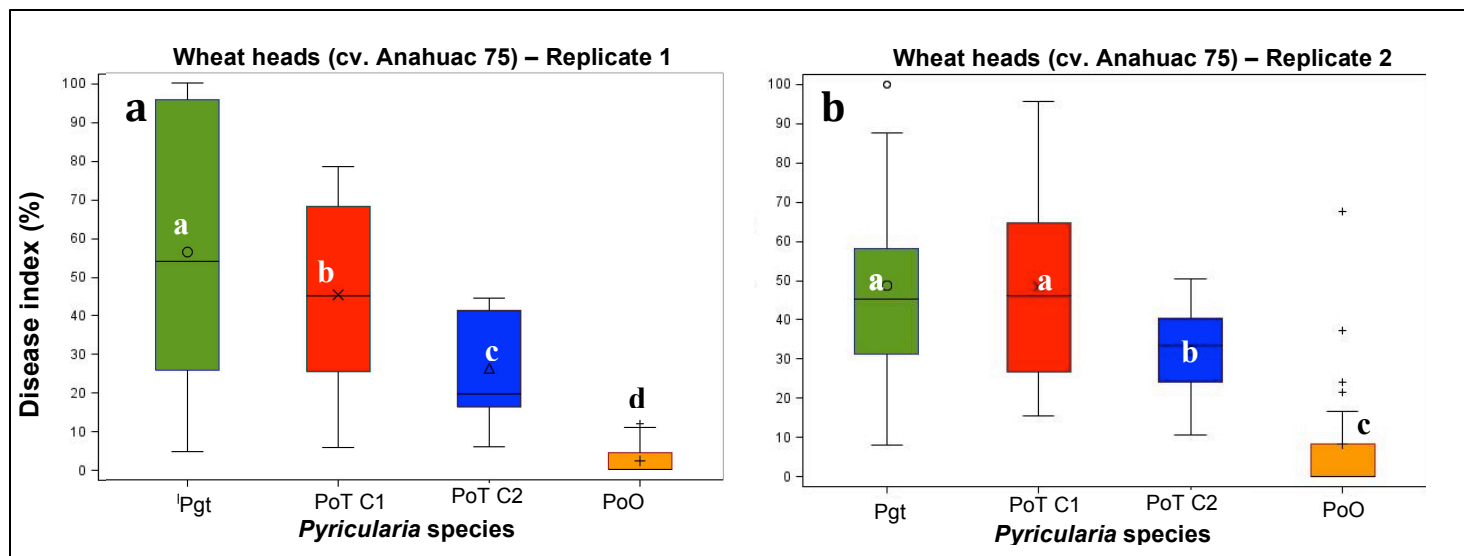 Wheat heads (cv. Anahuac 75) – Replicate 1
a
Disease index (%)
100
90
80
70
60
50
40
30
20
10
0
a
b
c
d
ᴵPgt
PoT C1
PoT C2
PoO
Pyricularia species
Wheat heads (cv. Anahuac 75) – Replicate 2
b
100
90
80
70
60
50
40
30
20
10
0
a
a
b
c
Pgt
PoT C1
PoT C2
PoO
Pyricularia species